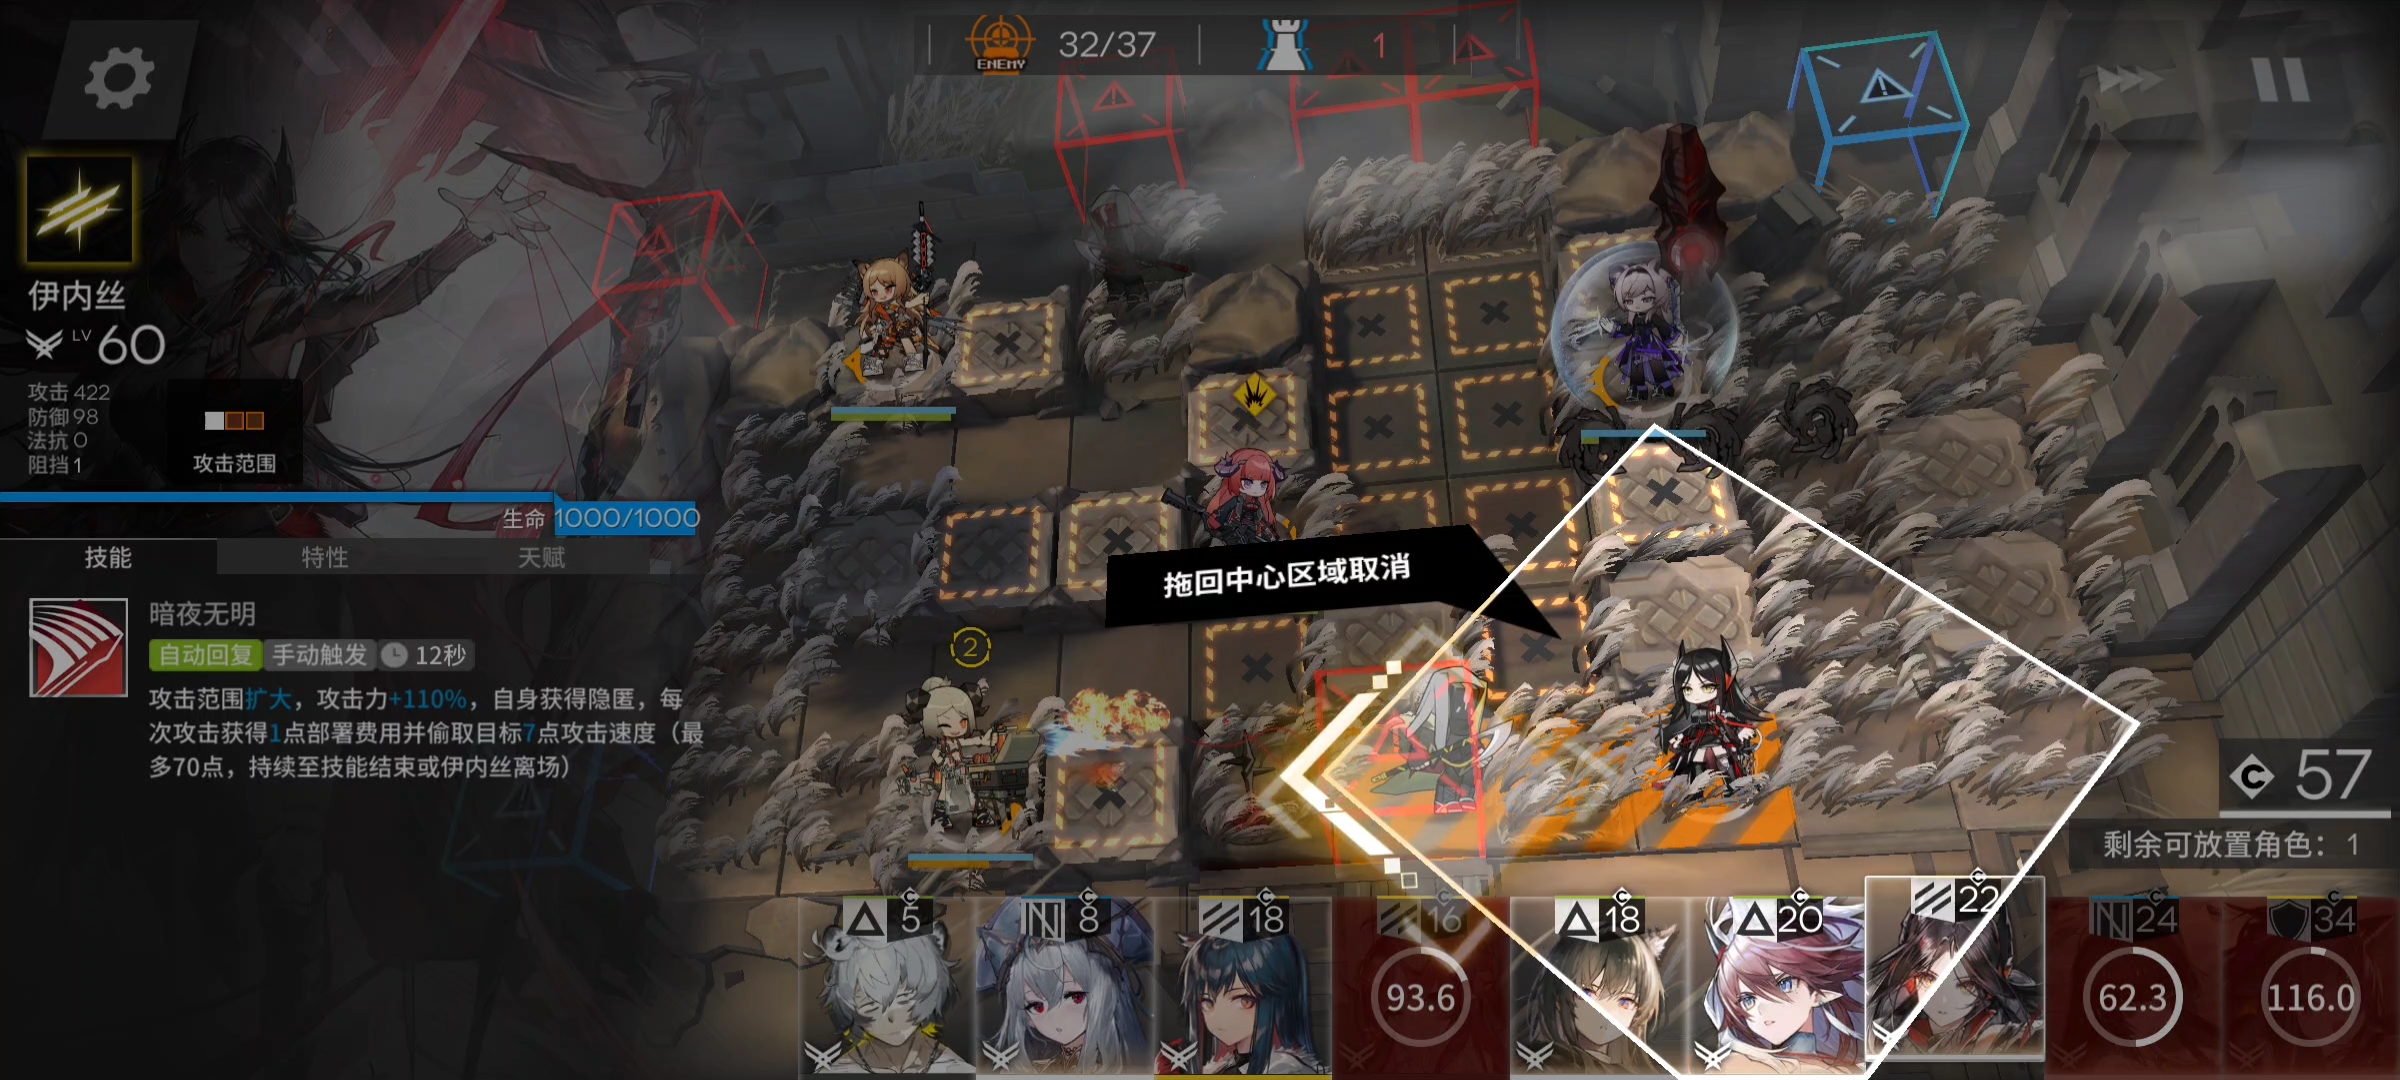 ENEMY
32/37
1
伊内丝
LV 60
攻击 422
防御 98
法抗 0
阻挡 1
攻击范围
生命 1000/1000
技能
特性
天赋
暗夜无明
自动回复 手动触发 12秒
攻击范围扩大，攻击力+110%，自身获得隐匿，每
次攻击获得1点部署费用并偷取目标7点攻击速度（最
多70点，持续至技能结束或伊内丝离场）
拖回中心区域取消
2
C 57
剩余可放置角色：1
5
8
18
16
18
20
22
24
34
93.6
62.3
116.0